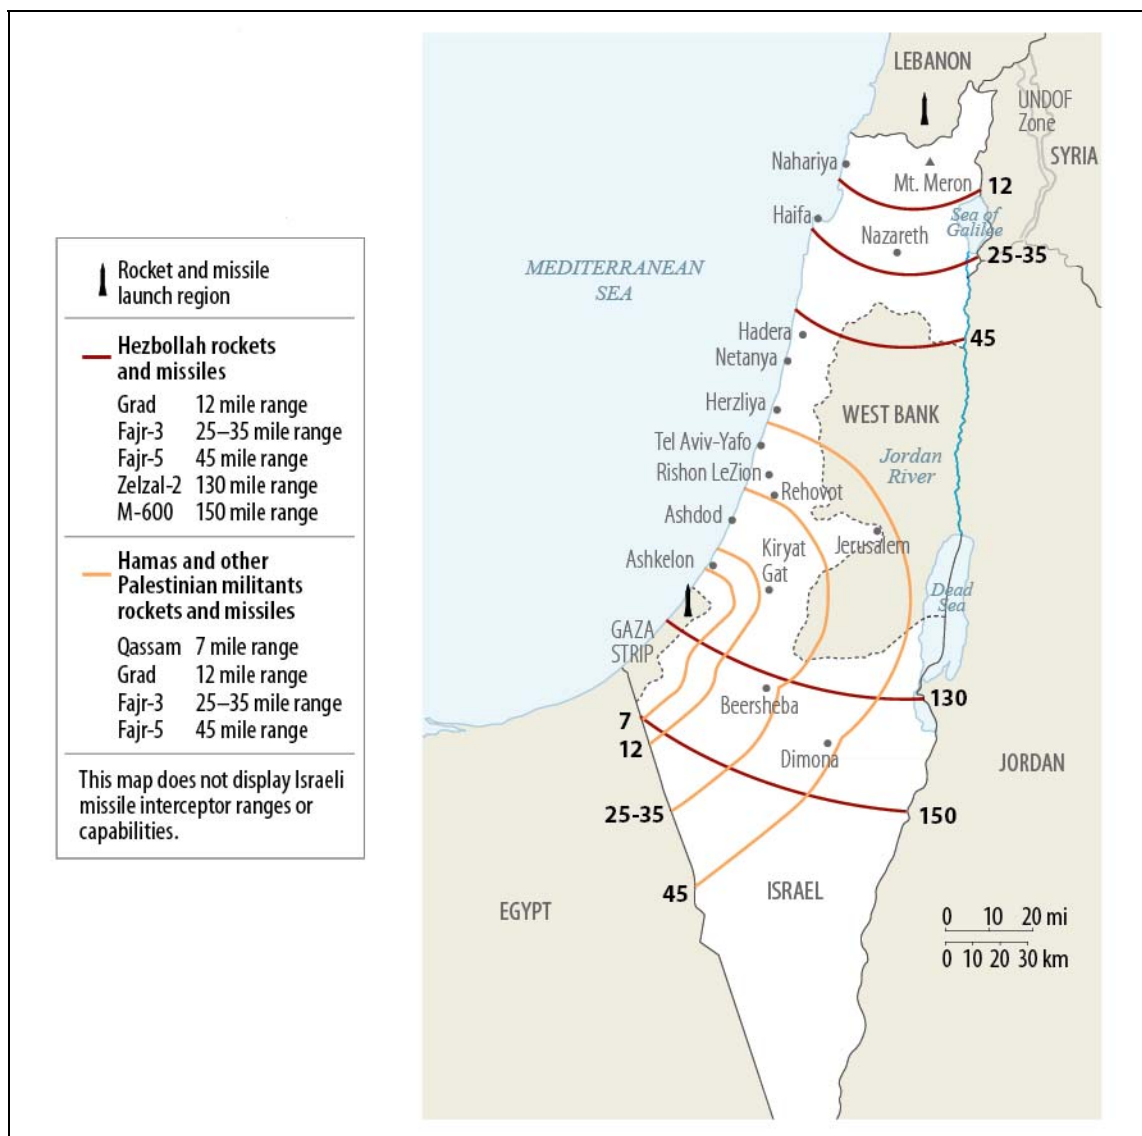 Rocket and missile
launch region
Hezbollah rockets
and missiles
Grad 12 mile range
Fajr-3 25–35 mile range
Fajr-5 45 mile range
Zelzal-2 130 mile range
M-600 150 mile range
Hamas and other
Palestinian militants
rockets and missiles
Qassam 7 mile range
Grad 12 mile range
Fajr-3 25–35 mile range
Fajr-5 45 mile range
This map does not display Israeli
missile interceptor ranges or
capabilities.
LEBANON
UNDOF
Zone
SYRIA
Nahariya
Mt. Meron
12
Haifa
Sea of
Galilee
Nazareth
25-35
MEDITERRANEAN
SEA
Hadera
45
Netanya
Herzliya
WEST BANK
Tel Aviv-Yafo
Jordan
River
Rishon LeZion
Rehovot
Ashdod
Kiryat
Gat
Jerusalem
Ashkelon
Dead
Sea
GAZA
STRIP
130
Beersheba
7
12
Dimona
JORDAN
25-35
150
45
ISRAEL
EGYPT
0 10 20 mi
0 10 20 30 km